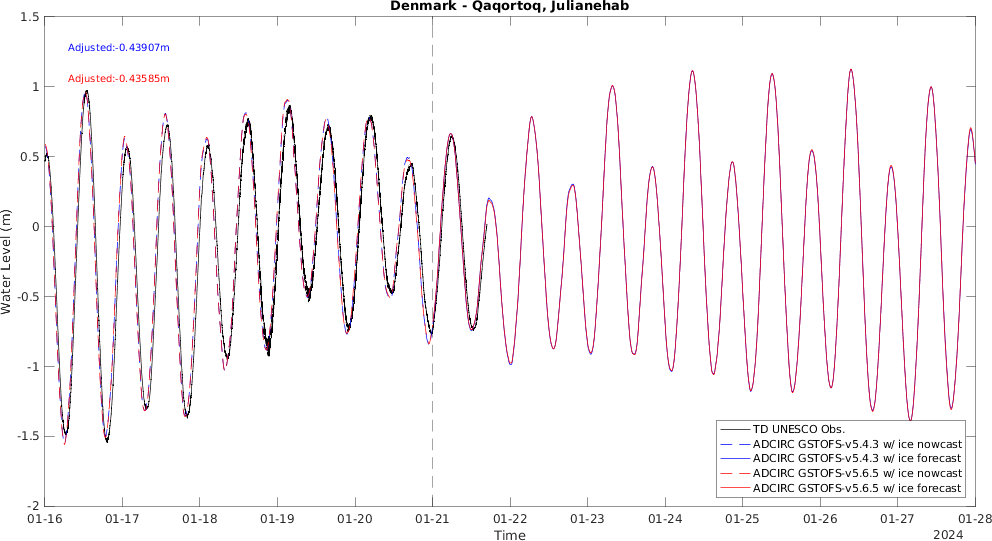 Denmark - Qaqortoq, Julianehab
1.5
Adjusted:-0.43907m
1
Adjusted:-0.43585m
0.5
0
Water Level (m)
-0.5
-1
-1.5
TD UNESCO Obs.
ADCIRC GSTOFS-v5.4.3 w/ ice nowcast
ADCIRC GSTOFS-v5.4.3 w/ ice forecast
ADCIRC GSTOFS-v5.6.5 w/ ice nowcast
ADCIRC GSTOFS-v5.6.5 w/ ice forecast
-2
01-16 01-17 01-18 01-19 01-20 01-21 01-22 01-23 01-24 01-25 01-26 01-27 01-28
Time
2024